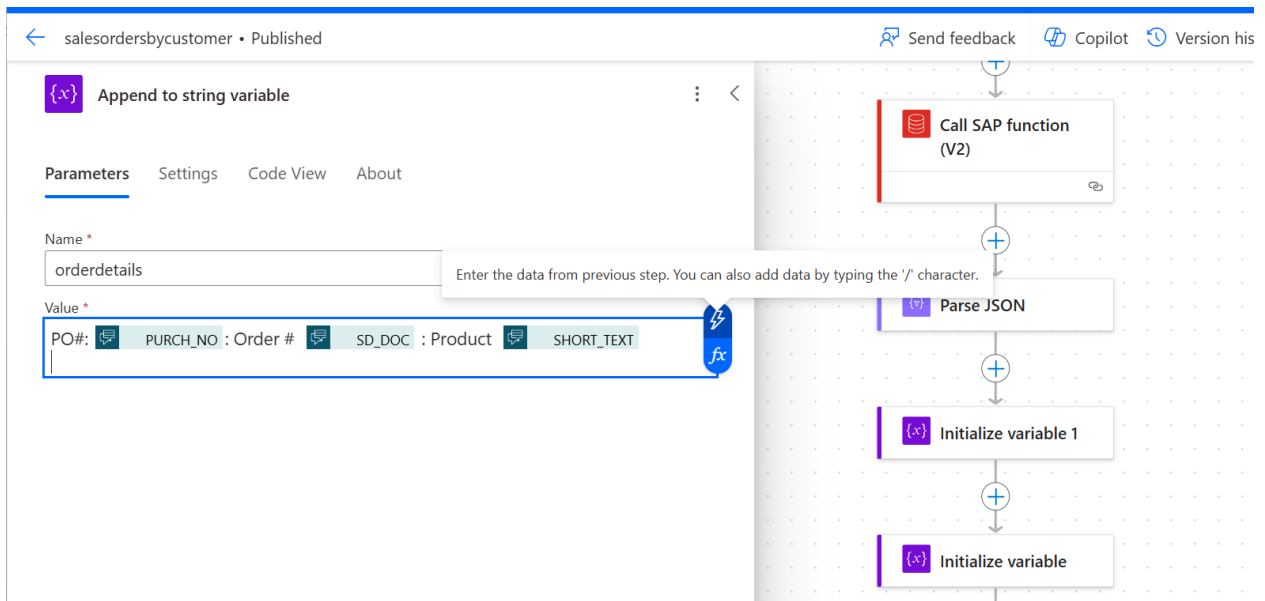 salesordersbycustomer • Published
Send feedback
Copilot
Version his
{x} Append to string variable
Parameters
Settings
Code View
About
Name *
orderdetails
Enter the data from previous step. You can also add data by typing the '/' character.
Value *
PO#: PURCH_NO : Order # SD_DOC : Product SHORT_TEXT
fx
Call SAP function
(V2)
{v} Parse JSON
{x} Initialize variable 1
{x} Initialize variable